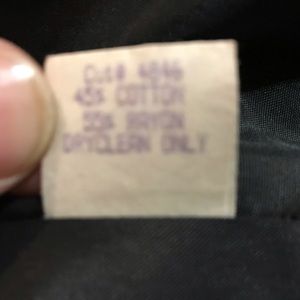 Cut# 4846
45% COTTON
55% RAYON
DRYCLEAN ONLY